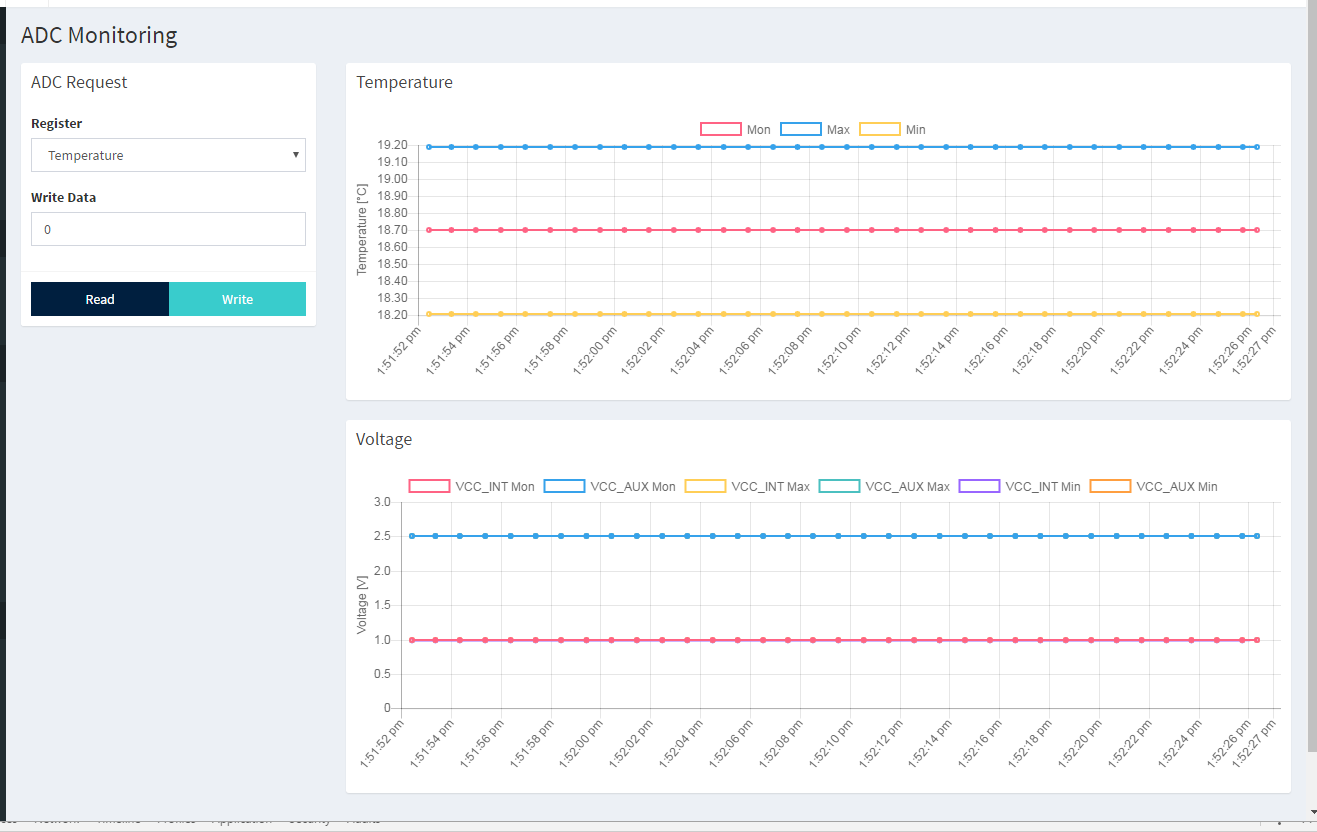 ADC Monitoring
ADC Request
Register
Temperature
Write Data
0
Read Write
Temperature
Mon Max Min
19.20
19.10
19.00
18.90
18.80
18.70
18.60
18.50
18.40
18.30
18.20
Temperature [°C]
1:51:52 pm 1:51:54 pm 1:51:56 pm 1:51:58 pm 1:52:00 pm 1:52:02 pm 1:52:04 pm 1:52:06 pm 1:52:08 pm 1:52:10 pm 1:52:12 pm 1:52:14 pm 1:52:16 pm 1:52:18 pm 1:52:20 pm 1:52:22 pm 1:52:24 pm 1:52:26 pm 1:52:27 pm
Voltage
VCC_INT Mon VCC_AUX Mon VCC_INT Max VCC_AUX Max VCC_INT Min VCC_AUX Min
3.0
2.5
2.0
1.5
1.0
0.5
0
Voltage [V]
1:51:52 pm 1:51:54 pm 1:51:56 pm 1:51:58 pm 1:52:00 pm 1:52:02 pm 1:52:04 pm 1:52:06 pm 1:52:08 pm 1:52:10 pm 1:52:12 pm 1:52:14 pm 1:52:16 pm 1:52:18 pm 1:52:20 pm 1:52:22 pm 1:52:24 pm 1:52:26 pm 1:52:27 pm